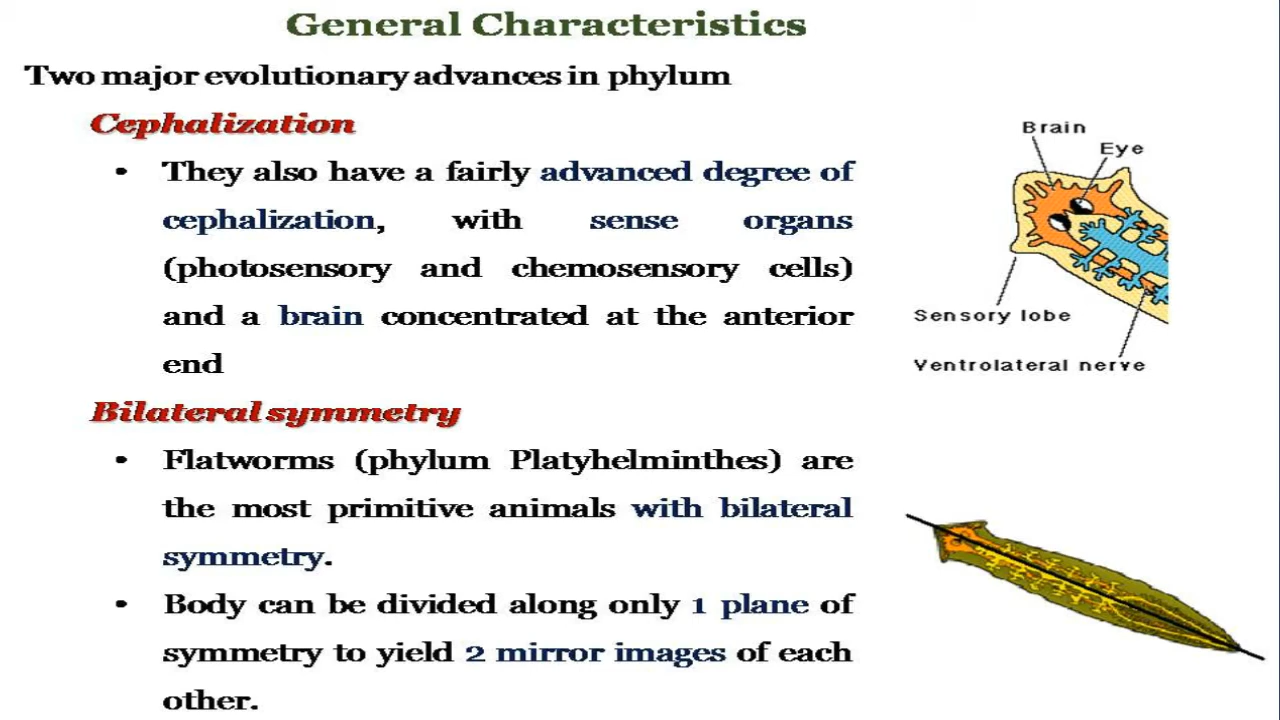 General Characteristics
Two major evolutionary advances in phylum
Cephalization
• They also have a fairly advanced degree of
cephalization, with sense organs
(photosensory and chemosensory cells)
and a brain concentrated at the anterior
end
Brain
Eye
Sensory lobe
Ventrolateral nerve
Bilateral symmetry
• Flatworms (phylum Platyhelminthes) are
the most primitive animals with bilateral
symmetry.
• Body can be divided along only 1 plane of
symmetry to yield 2 mirror images of each
other.